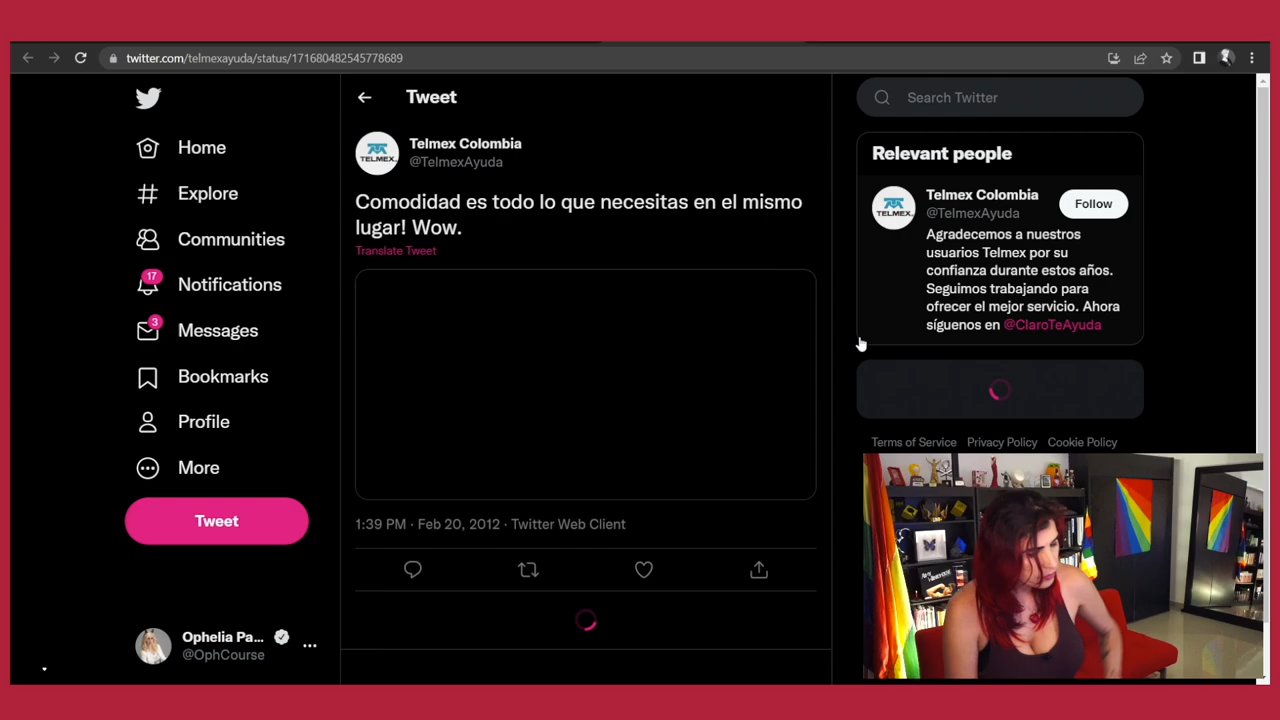 twitter.com/telmexayuda/status/171680482545778689
Home
Explore
Communities
17
Notifications
3
Messages
Bookmarks
Profile
More
Tweet
Ophelia Pa...
@OphCourse
Tweet
TELMEX
Telmex Colombia
@TelmexAyuda
Comodidad es todo lo que necesitas en el mismo
lugar! Wow.
Translate Tweet
1:39 PM · Feb 20, 2012 · Twitter Web Client
Search Twitter
Relevant people
TELMEX
Telmex Colombia
@TelmexAyuda
Follow
Agradecemos a nuestros
usuarios Telmex por su
confianza durante estos años.
Seguimos trabajando para
ofrecer el mejor servicio. Ahora
síguenos en @ClaroTeAyuda
Terms of Service Privacy Policy Cookie Policy